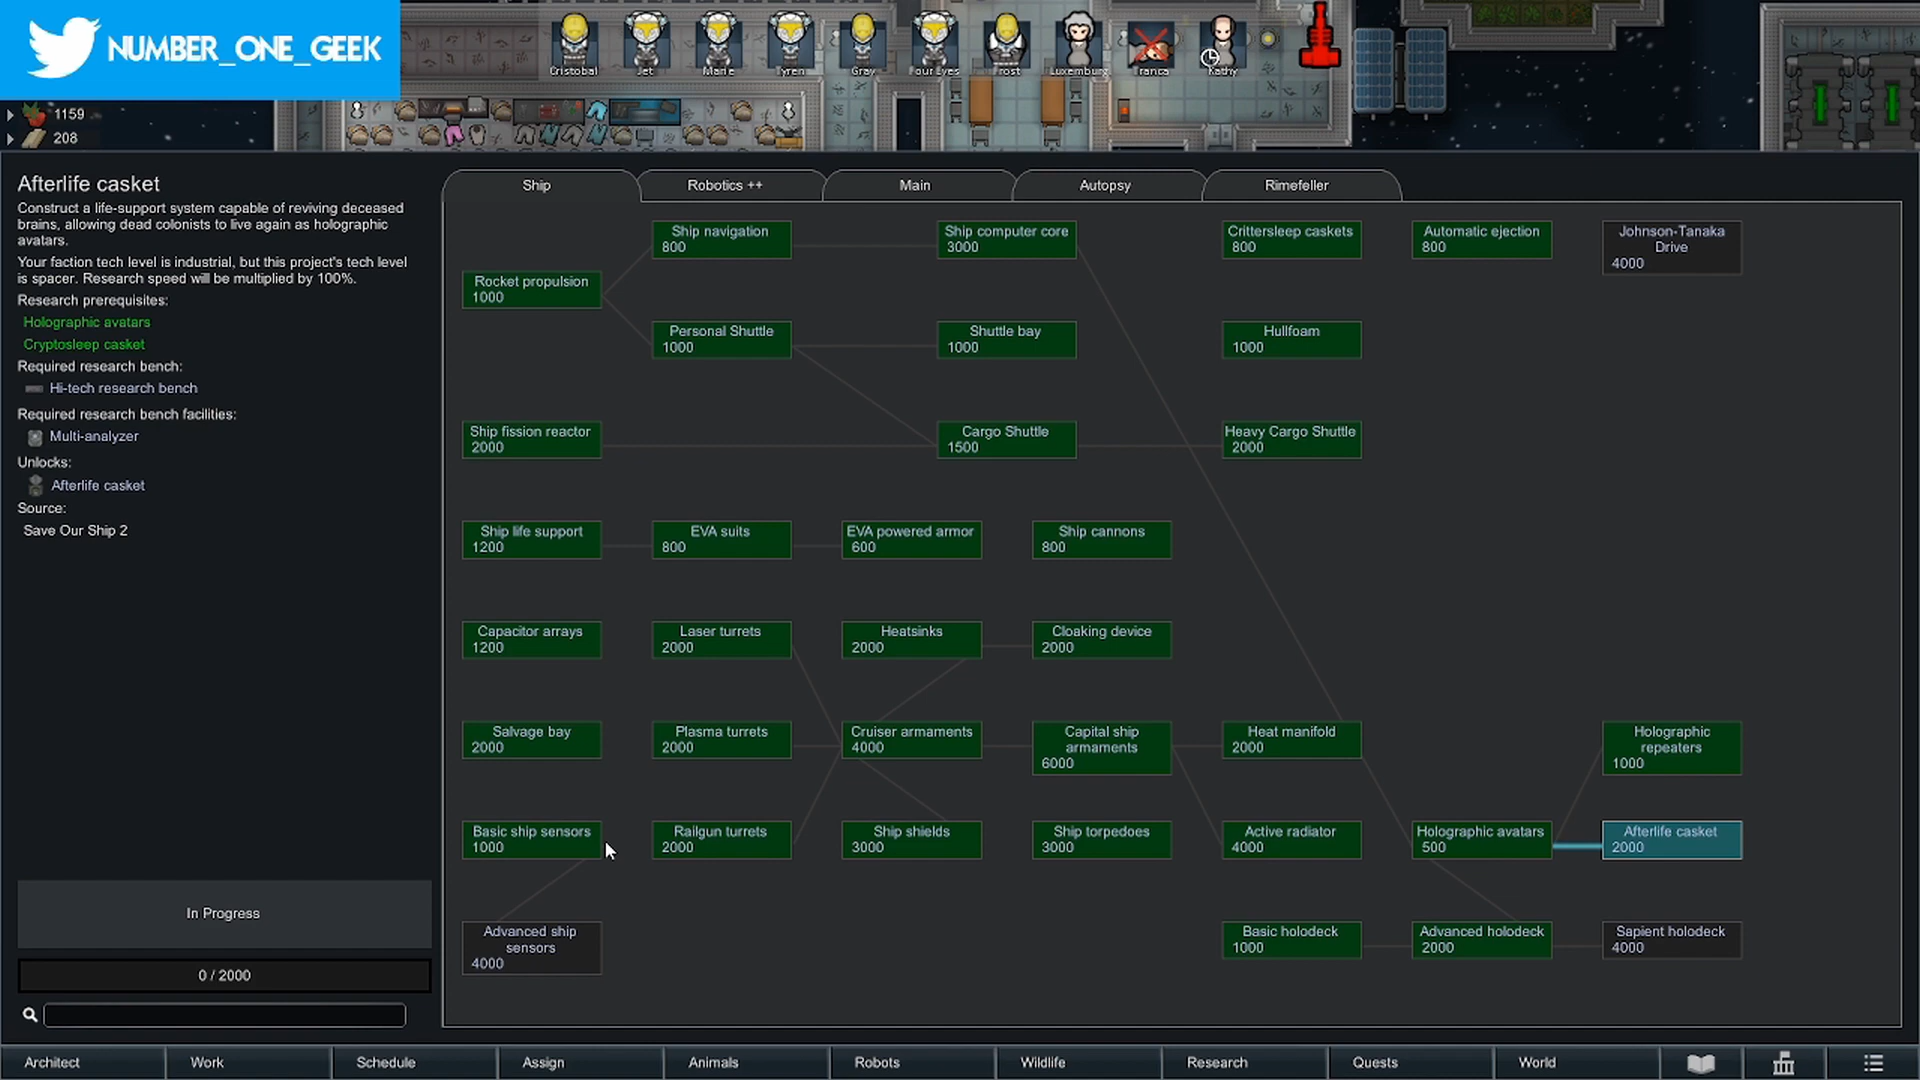 NUMBER_ONE_GEEK
Cristobal
Jet
Marie
Tyren
Gray
Four Eyes
Frost
Luxemburg
Tranca
Kathy
1159
208
Afterlife casket
Construct a life-support system capable of reviving deceased
brains, allowing dead colonists to live again as holographic
avatars.
Your faction tech level is industrial, but this project's tech level
is spacer. Research speed will be multiplied by 100%.
Research prerequisites:
Holographic avatars
Cryptosleep casket
Required research bench:
Hi-tech research bench
Required research bench facilities:
Multi-analyzer
Unlocks:
Afterlife casket
Source:
Save Our Ship 2
In Progress
0 / 2000
Ship
Robotics ++
Main
Autopsy
Rimefeller
Ship navigation
800
Ship computer core
3000
Crittersleep caskets
800
Automatic ejection
800
Johnson-Tanaka
Drive
4000
Rocket propulsion
1000
Personal Shuttle
1000
Shuttle bay
1000
Hullfoam
1000
Ship fission reactor
2000
Cargo Shuttle
1500
Heavy Cargo Shuttle
2000
Ship life support
1200
EVA suits
800
EVA powered armor
600
Ship cannons
800
Capacitor arrays
1200
Laser turrets
2000
Heatsinks
2000
Cloaking device
2000
Salvage bay
2000
Plasma turrets
2000
Cruiser armaments
4000
Capital ship
armaments
6000
Heat manifold
2000
Holographic
repeaters
1000
Basic ship sensors
1000
Railgun turrets
2000
Ship shields
3000
Ship torpedoes
3000
Active radiator
4000
Holographic avatars
500
Afterlife casket
2000
Advanced ship
sensors
4000
Basic holodeck
1000
Advanced holodeck
2000
Sapient holodeck
4000
Architect
Work
Schedule
Assign
Animals
Robots
Wildlife
Research
Quests
World